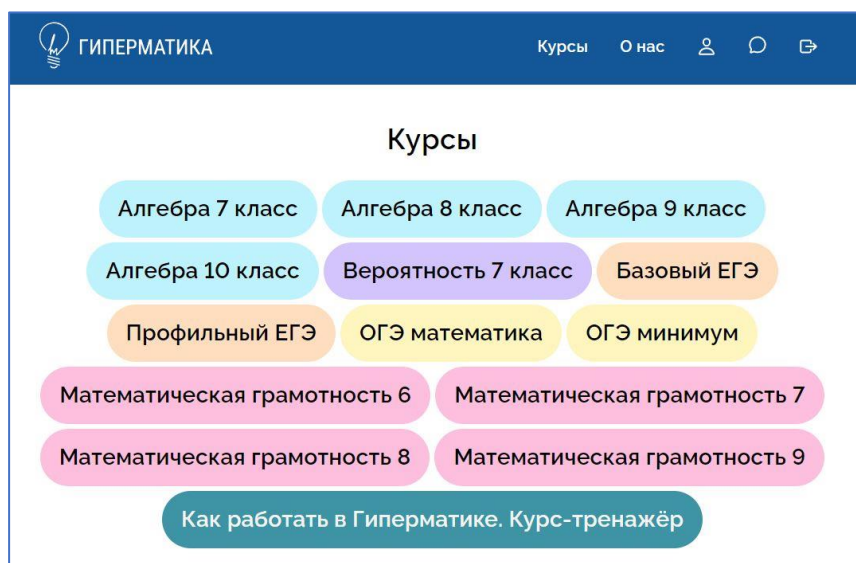 ГИПЕРМАТИКА Курсы О нас
Курсы
Алгебра 7 класс Алгебра 8 класс Алгебра 9 класс
Алгебра 10 класс Вероятность 7 класс Базовый ЕГЭ
Профильный ЕГЭ ОГЭ математика ОГЭ минимум
Математическая грамотность 6 Математическая грамотность 7
Математическая грамотность 8 Математическая грамотность 9
Как работать в Гиперматике. Курс-тренажёр